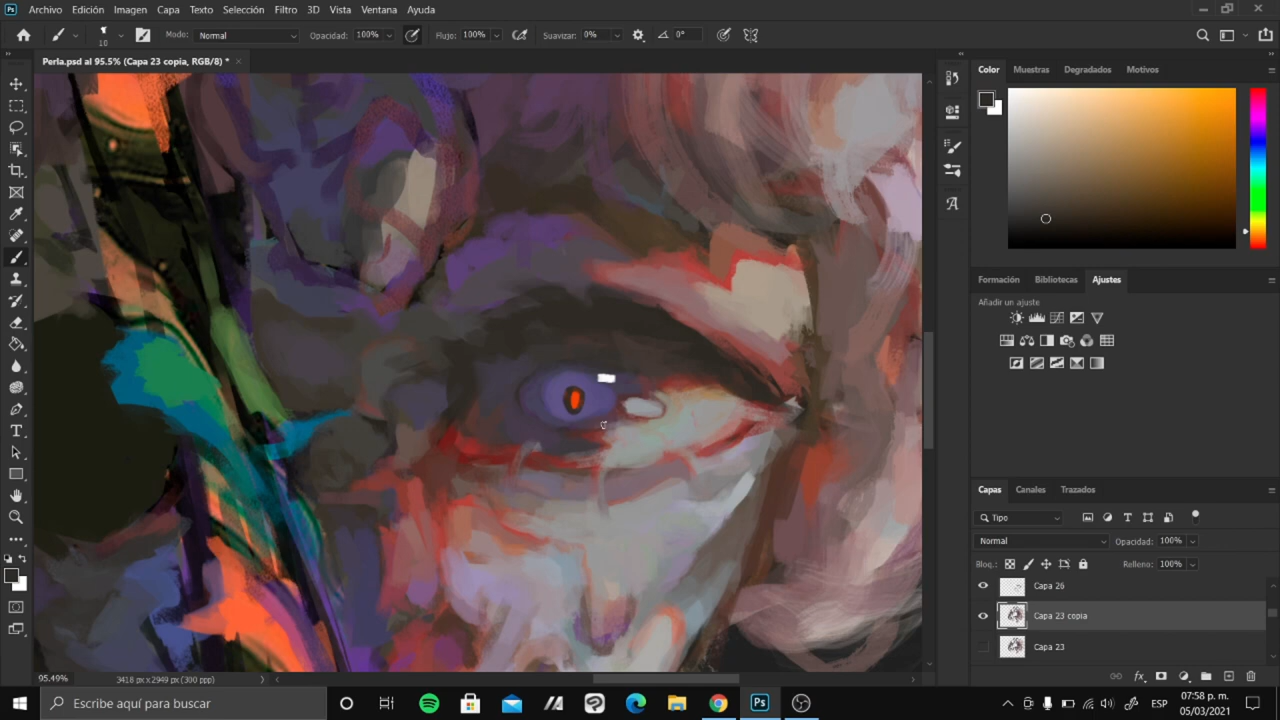 Archivo Edición Imagen Capa Texto Selección Filtro 3D Vista Ventana Ayuda
10 Modo: Normal Opacidad: 100% Flujo: 100% Suavizar: 0% 0°
Perla.psd al 95.5% (Capa 23 copia, RGB/8) *
Color Muestras Degradados Motivos
Formación Bibliotecas Ajustes
Añadir un ajuste
Capas Canales Trazados
Tipo
Normal Opacidad: 100%
Bloq.: Relleno: 100%
Capa 26
Capa 23 copia
Capa 23
95.49% 3418 px x 2949 px (300 ppp)
Escribe aquí para buscar
ESP
07:58 p. m.
05/03/2021